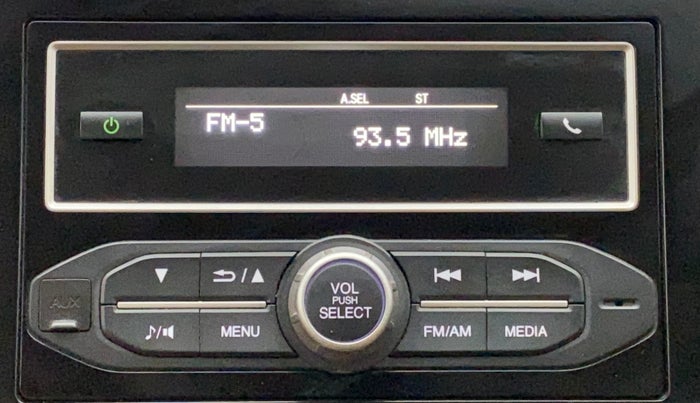 A.SEL ST
FM-5
93.5 MHz
VOL
PUSH
SELECT
AUX
MENU
FM/AM
MEDIA